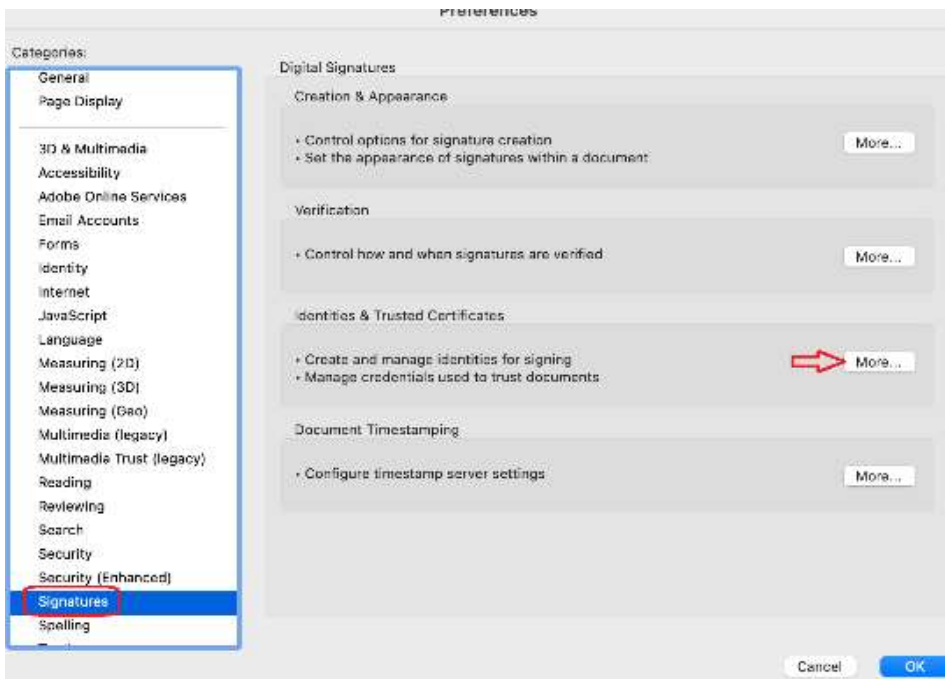 Preferences
Categories:
General
Page Display
3D & Multimedia
Accessibility
Adobe Online Services
Email Accounts
Forms
Identity
Internet
JavaScript
Language
Measuring (2D)
Measuring (3D)
Measuring (Geo)
Multimedia (legacy)
Multimedia Trust (legacy)
Reading
Reviewing
Search
Security
Security (Enhanced)
Signatures
Spelling
Digital Signatures
Creation & Appearance
• Control options for signature creation
• Set the appearance of signatures within a document
More...
Verification
• Control how and when signatures are verified
More...
Identities & Trusted Certificates
• Create and manage identities for signing
• Manage credentials used to trust documents
More...
Document Timestamping
• Configure timestamp server settings
More...
Cancel
OK